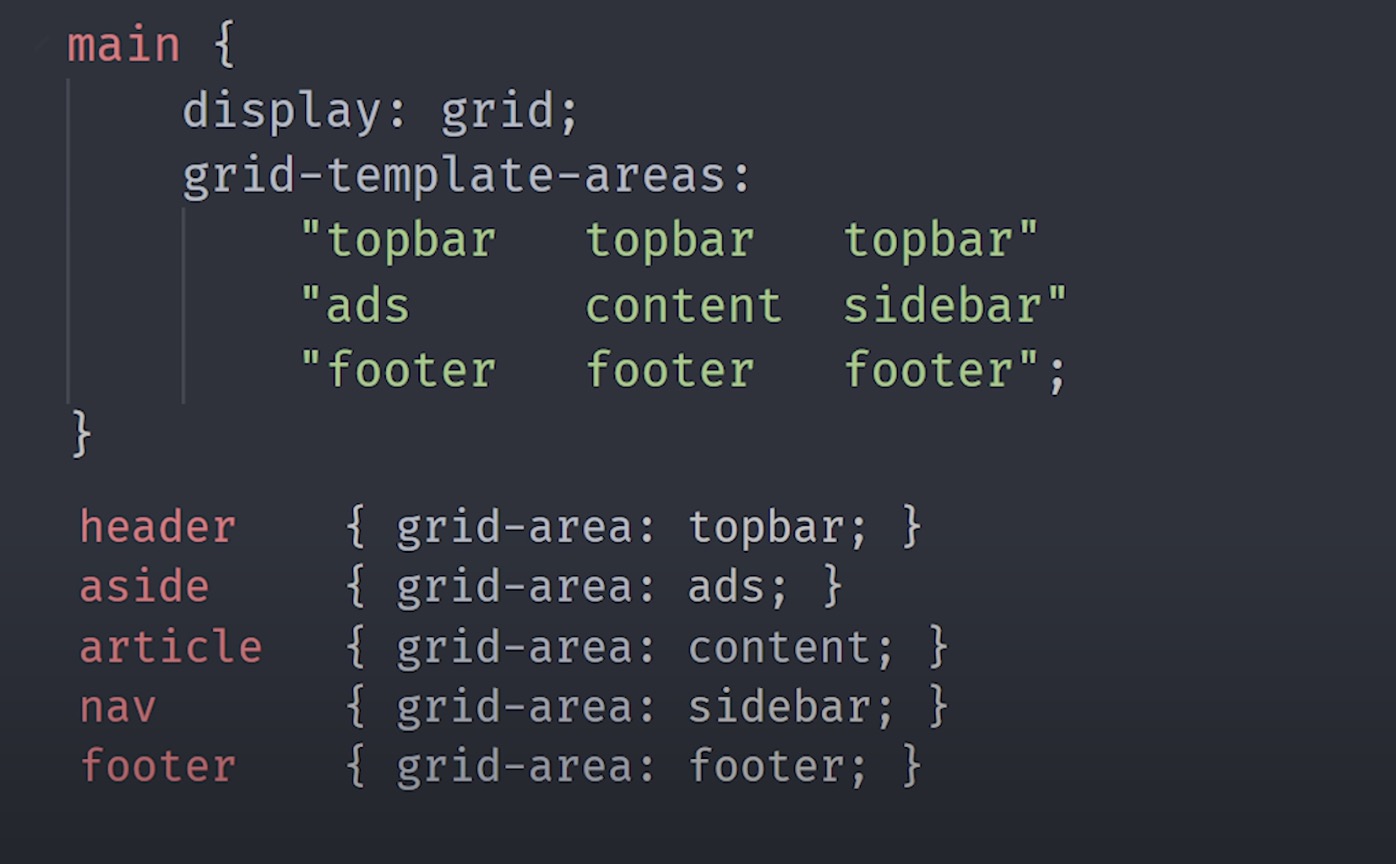 main {
    display: grid;
    grid-template-areas:
        "topbar   topbar   topbar"
        "ads      content  sidebar"
        "footer   footer   footer";
}
header    { grid-area: topbar; }
aside     { grid-area: ads; }
article   { grid-area: content; }
nav       { grid-area: sidebar; }
footer    { grid-area: footer; }